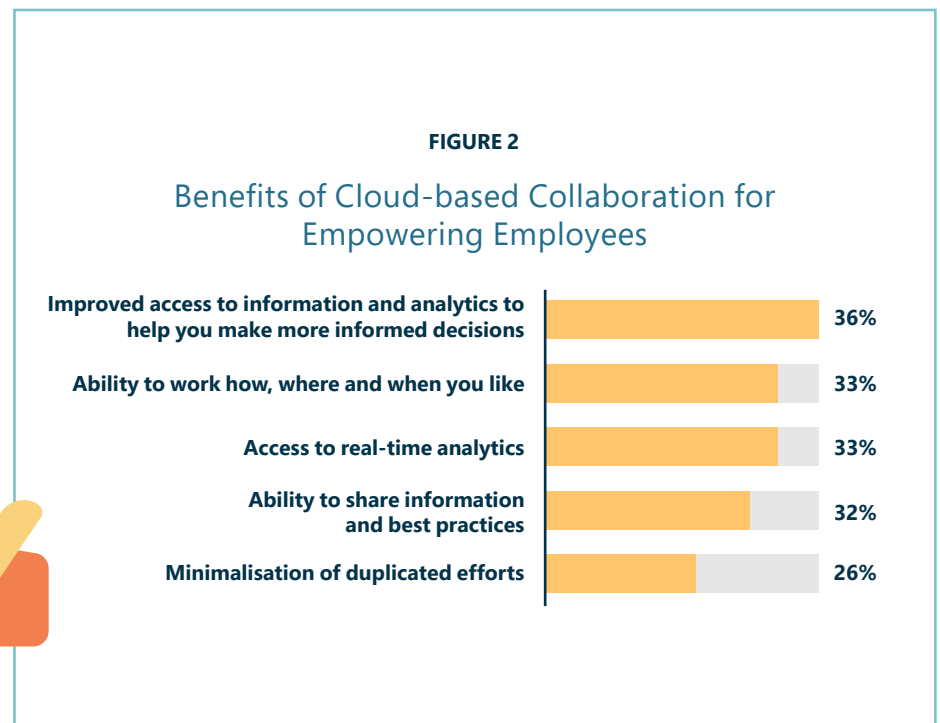 FIGURE 2
Benefits of Cloud-based Collaboration for
Empowering Employees
Improved access to information and analytics to
help you make more informed decisions
36%
Ability to work how, where and when you like
33%
Access to real-time analytics
33%
Ability to share information
and best practices
32%
Minimalisation of duplicated efforts
26%